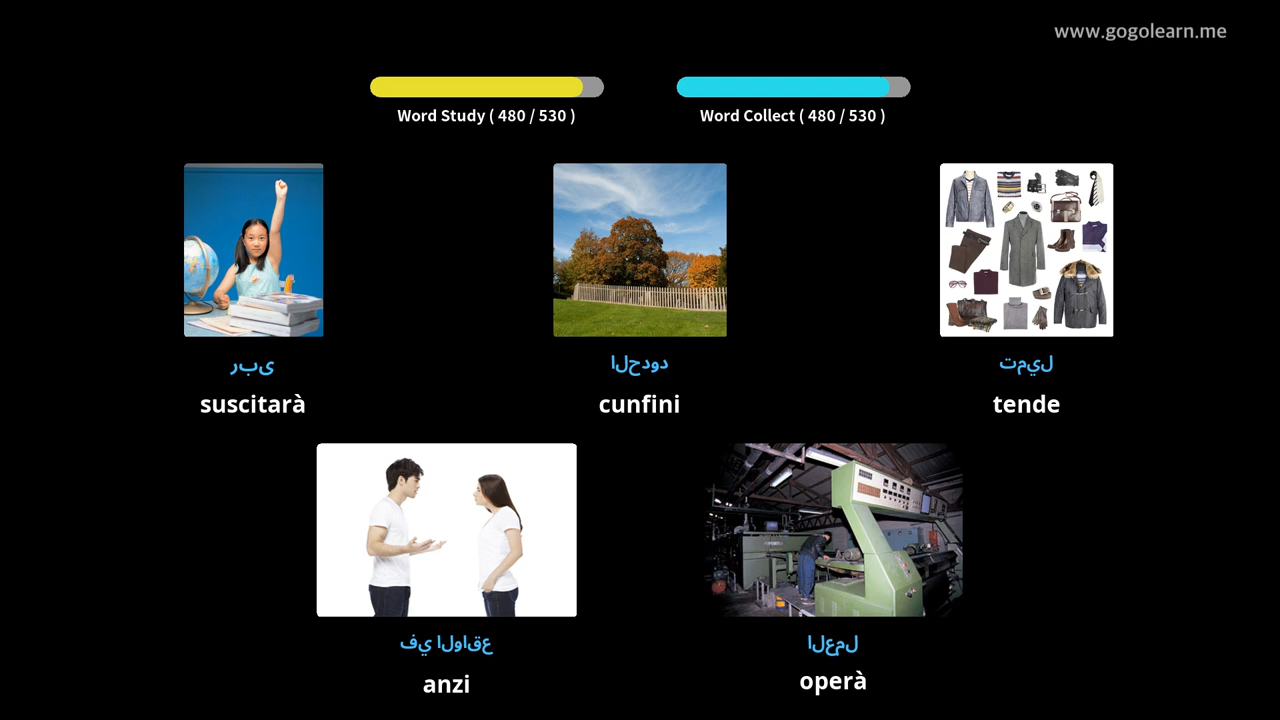 www.gogolearn.me
Word Study ( 480 / 530 )
Word Collect ( 480 / 530 )
ربى
suscitarà
الحدود
cunfini
تميل
tende
في الواقع
anzi
العمل
operà